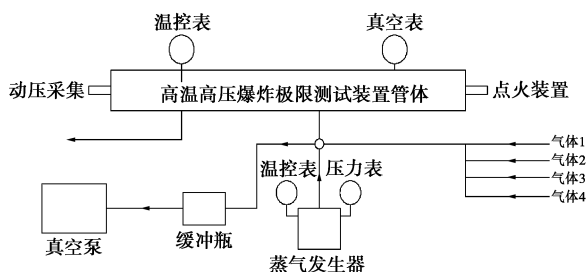 温控表
真空表
动压采集
高温高压爆炸极限测试装置管体
点火装置
气体1
气体2
气体3
气体4
温控表
压力表
真空泵
缓冲瓶
蒸气发生器